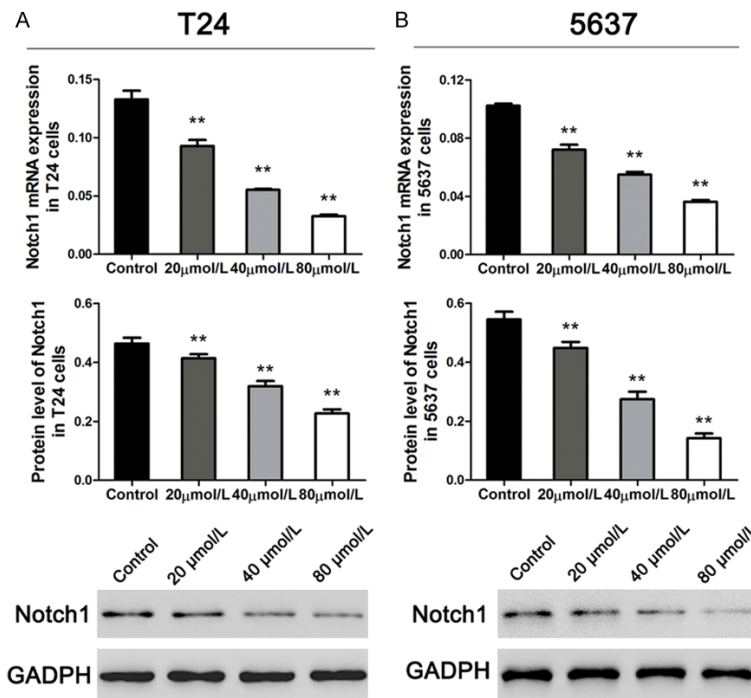 A
T24
Notch1 mRNA expression
in T24 cells
0.15
0.10
0.05
0.00
**
**
**
Control 20μmol/L 40μmol/L 80μmol/L
Protein level of Notch1
in T24 cells
0.6
0.4
0.2
0.0
**
**
**
Control 20μmol/L 40μmol/L 80μmol/L
Control 20 μmol/L 40 μmol/L 80 μmol/L
Notch1
GADPH
B
5637
Notch1 mRNA expression
in 5637 cells
0.12
0.08
0.04
0.00
**
**
**
Control 20μmol/L 40μmol/L 80μmol/L
Protein level of Notch1
in 5637 cells
0.6
0.4
0.2
0.0
**
**
**
Control 20μmol/L 40μmol/L 80μmol/L
Control 20 μmol/L 40 μmol/L 80 μmol/L
Notch1
GADPH